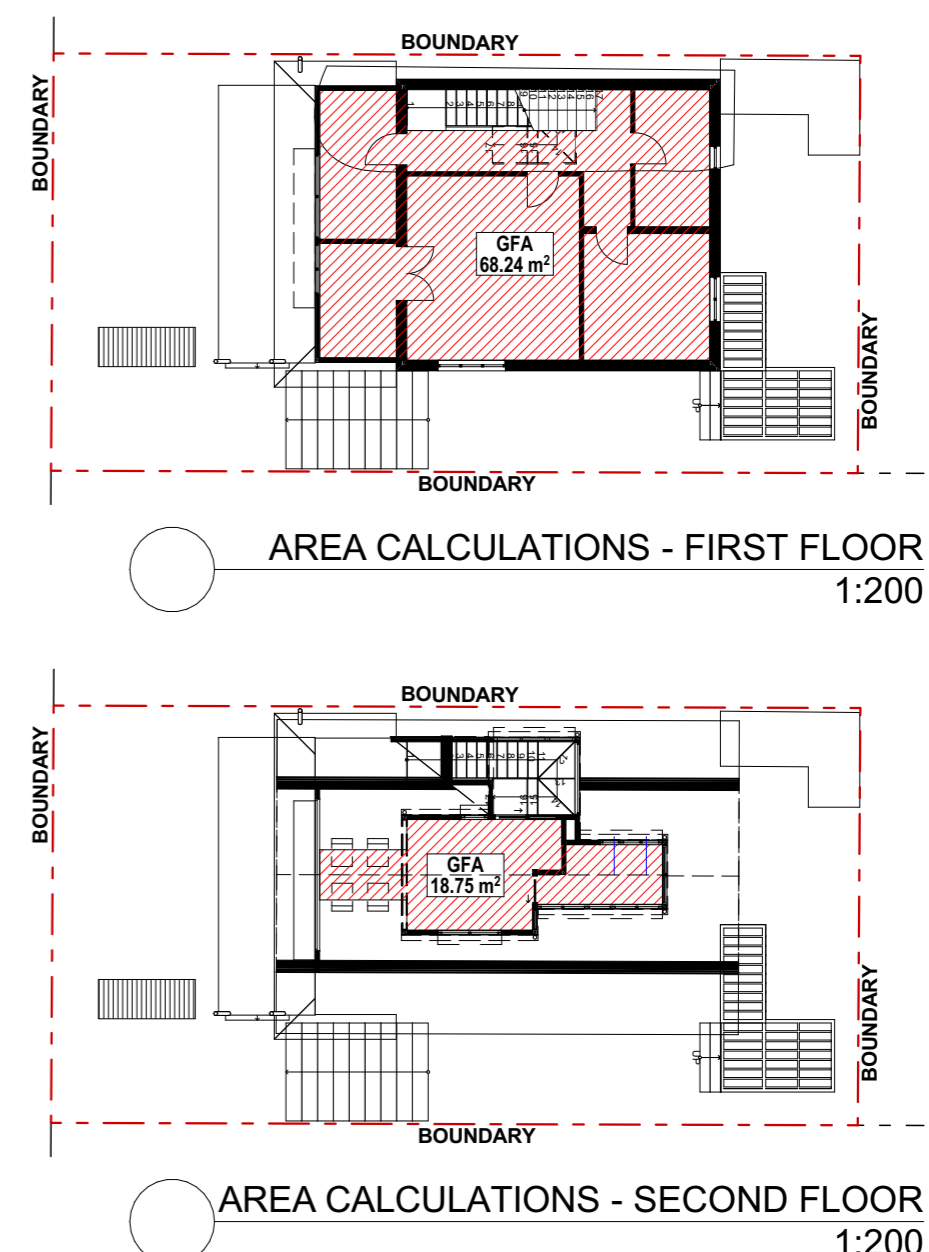 BOUNDARY
BOUNDARY
GFA
68.24 m²
BOUNDARY
UP
BOUNDARY
AREA CALCULATIONS - FIRST FLOOR
1:200
BOUNDARY
BOUNDARY
GFA
18.75 m²
BOUNDARY
UP
BOUNDARY
AREA CALCULATIONS - SECOND FLOOR
1:200